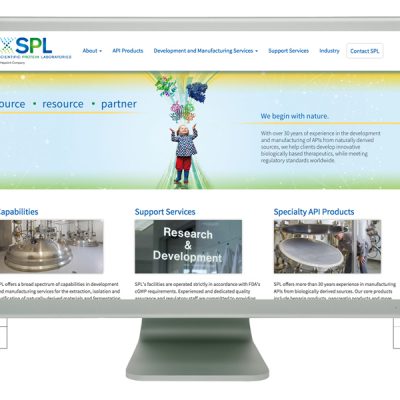 SPL
SCIENTIFIC PROTEIN LABORATORIES
Company
About
API Products
Development and Manufacturing Services
Support Services
Industry
Contact SPL
ource • resource • partner
We begin with nature.
With over 30 years of experience in the development
and manufacturing of APIs from naturally derived
sources, we help clients develop innovative
biologically based therapeutics, while meeting
regulatory standards worldwide.
Capabilities
Support Services
Specialty API Products
Research
&
Development
SPL offers a broad spectrum of capabilities in development
and manufacturing services for the extraction, isolation and
purification of naturally-derived materials and fermentation
SPL's facilities are operated strictly in accordance with FDA's
cGMP requirements. Experienced and dedicated quality
assurance and regulatory staff are committed to providing
SPL offers more than 30 years experience in manufacturing
APIs from biologically derived sources. Our core products
include heparin products, pancreatin products and more